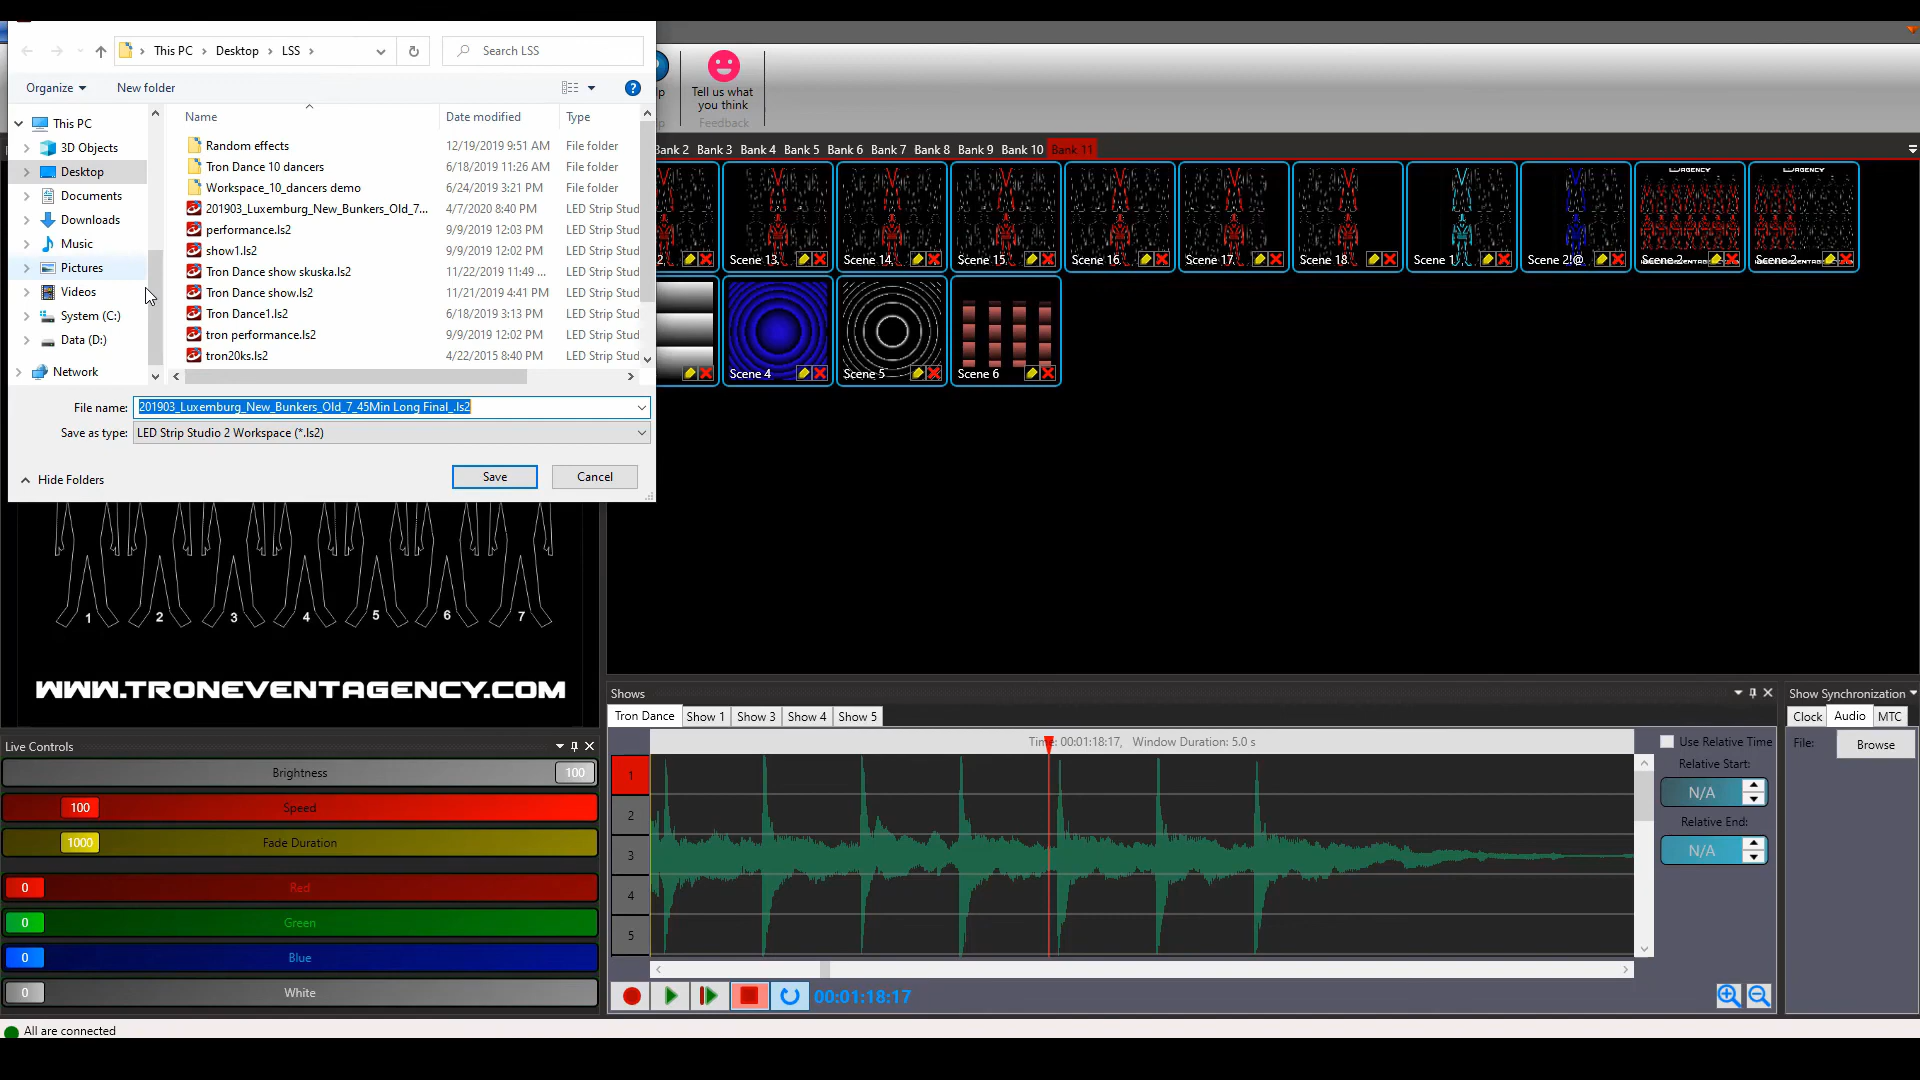 This PC > Desktop > LSS >
Search LSS
Organize
New folder
Name
Date modified
Type
This PC
3D Objects
Desktop
Documents
Downloads
Music
Pictures
Videos
System (C:)
Data (D:)
Network
Random effects 12/19/2019 9:51 AM File folder
Tron Dance 10 dancers 6/18/2019 11:26 AM File folder
Workspace_10_dancers demo 6/24/2019 3:21 PM File folder
201903_Luxemburg_New_Bunkers_Old_7... 4/7/2020 8:40 PM LED Strip Stud
performance.ls2 9/9/2019 12:03 PM LED Strip Stud
show1.ls2 9/9/2019 12:02 PM LED Strip Stud
Tron Dance show skuska.ls2 11/22/2019 11:49 ... LED Strip Stud
Tron Dance show.ls2 11/21/2019 4:41 PM LED Strip Stud
Tron Dance1.ls2 6/18/2019 3:13 PM LED Strip Stud
tron performance.ls2 9/9/2019 12:02 PM LED Strip Stud
tron20ks.ls2 4/22/2015 8:40 PM LED Strip Stud
File name: 201903_Luxemburg_New_Bunkers_Old_7_45Min Long Final_.ls2
Save as type: LED Strip Studio 2 Workspace (*.ls2)
Hide Folders
Save
Cancel
Tell us what
you think
Feedback
Bank 2 Bank 3 Bank 4 Bank 5 Bank 6 Bank 7 Bank 8 Bank 9 Bank 10 Bank 11
Scene 13,
Scene 14,
Scene 15,
Scene 16
Scene 17,
Scene 18
Scene 1
Scene 2!@
Scene 2
Scene 2
Scene 4
Scene 5
Scene 6
1 2 3 4 5 6 7
WWW.TRONEVENTAGENCY.COM
Live Controls
Brightness 100
100 Speed
1000 Fade Duration
0 Red
0 Green
0 Blue
0 White
All are connected
Shows
Tron Dance Show 1 Show 3 Show 4 Show 5
Time: 00:01:18:17, Window Duration: 5.0 s
1
2
3
4
5
00:01:18:17
Use Relative Time
Relative Start:
N/A
Relative End:
N/A
Show Synchronization
Clock Audio MTC
File: Browse